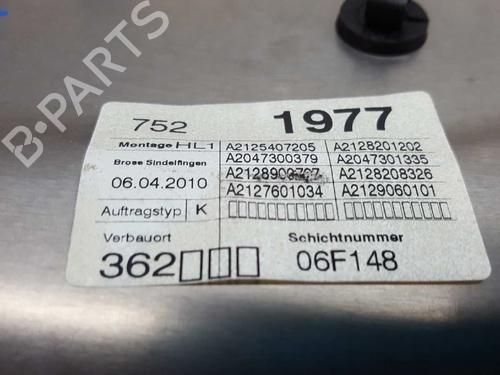 752 1977
Montage HL1 A2125407205 A2128201202
Brose Sindelfingen A2047300379 A2047301335
06.04.2010 A2128208326
A2127601034 A2129060101
Auftragstyp K
Verbauort Schichtnummer
362 06F148
B-PARTS